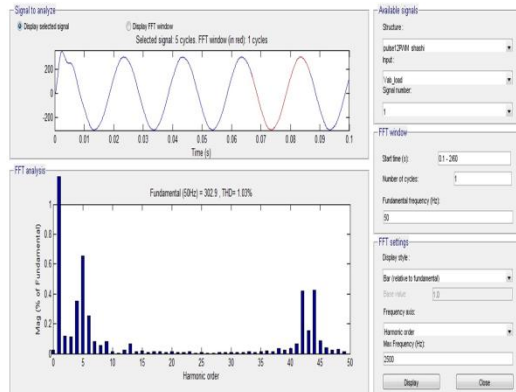 Signal to analyze
Display selected signal
Display FFT window
Selected signal: 5 cycles. FFT window (in red): 1 cycles
200
0
-200
0 0.01 0.02 0.03 0.04 0.05 0.06 0.07 0.08 0.09 0.1
Time (s)
FFT analysis
Fundamental (50Hz) = 302.9 , THD= 1.03%
Mag (% of Fundamental)
1
0.8
0.6
0.4
0.2
0
0 5 10 15 20 25 30 35 40 45 50
Harmonic order
Available signals
Structure :
Input :
Vab_load
Signal number:
1
FFT window
Start time (s):
0.1 - 2/60
Number of cycles:
1
Fundamental frequency (Hz):
50
FFT settings
Display style :
Bar (relative to fundamental)
Base value:
1.0
Frequency axis:
Harmonic order
Max Frequency (Hz):
2500
Display
Close